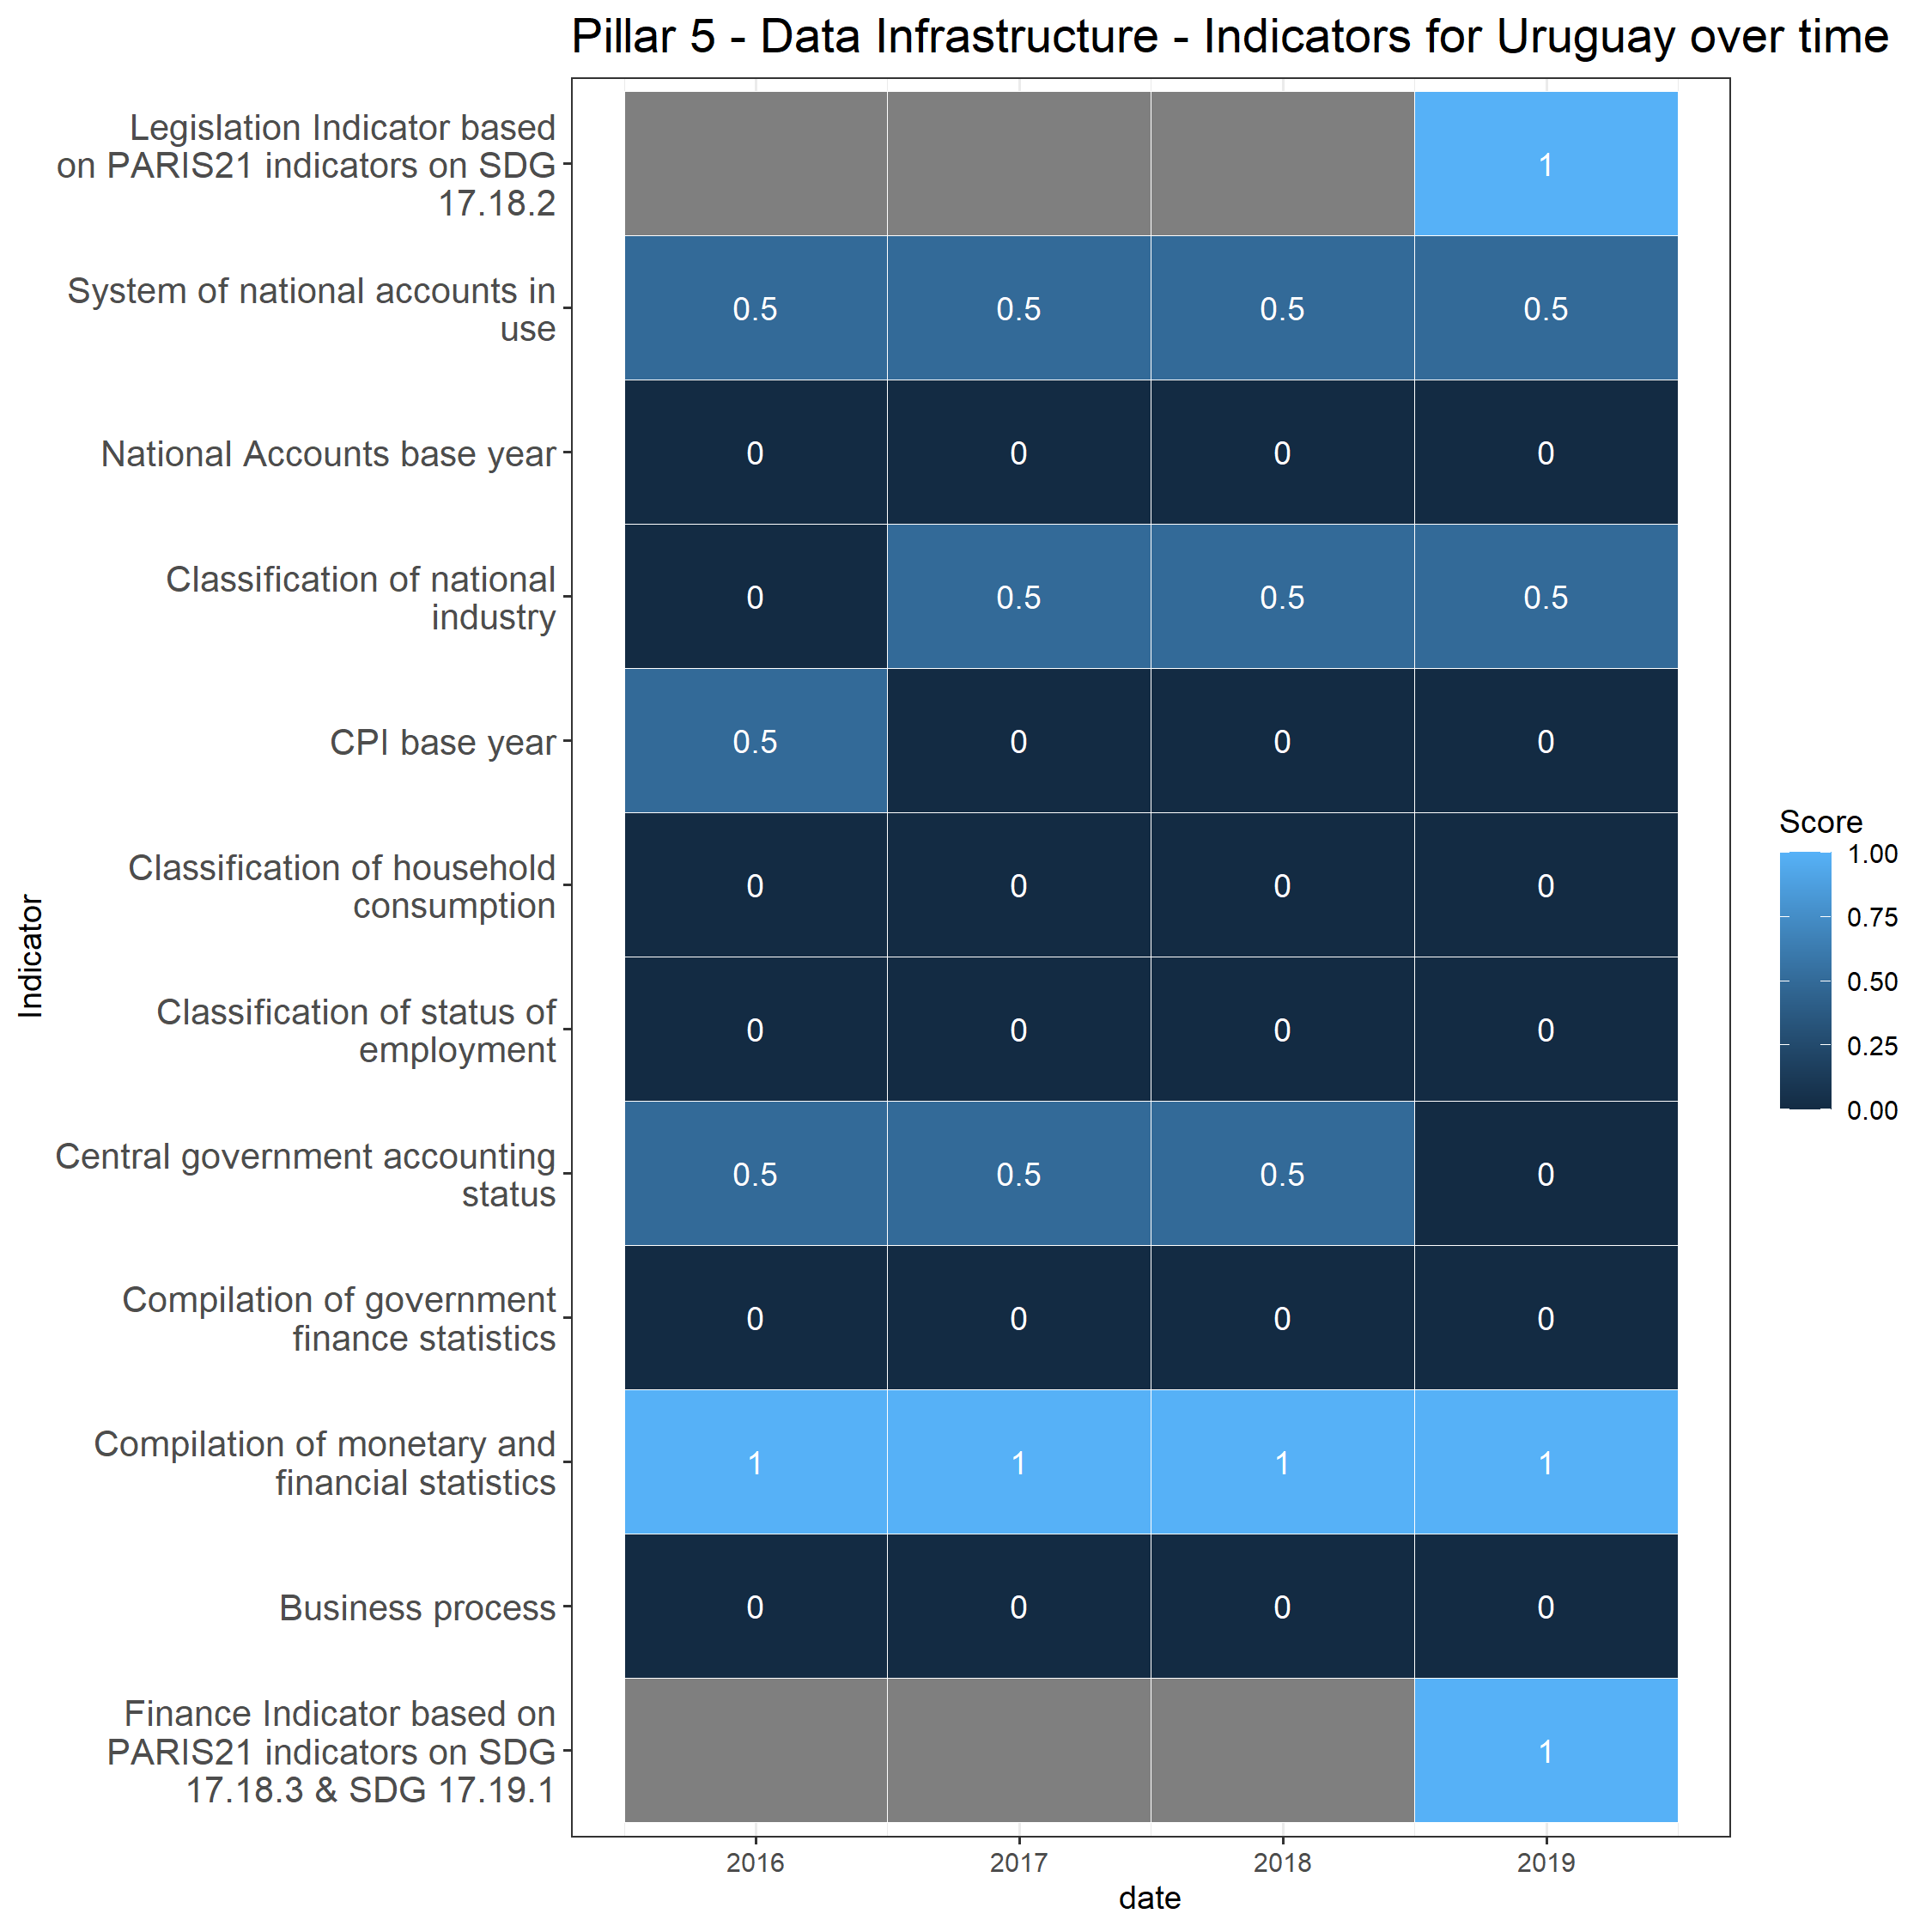 Pillar 5 - Data Infrastructure - Indicators for Uruguay over time
Legislation Indicator based
on PARIS21 indicators on SDG
17.18.2
1
System of national accounts in
use
0.5 0.5 0.5 0.5
National Accounts base year
0 0 0 0
Classification of national
industry
0 0.5 0.5 0.5
CPI base year
0.5 0 0 0
Classification of household
consumption
0 0 0 0
Classification of status of
employment
0 0 0 0
Central government accounting
status
0.5 0.5 0.5 0
Compilation of government
finance statistics
0 0 0 0
Compilation of monetary and
financial statistics
1 1 1 1
Business process
0 0 0 0
Finance Indicator based on
PARIS21 indicators on SDG
17.18.3 & SDG 17.19.1
1
2016 2017 2018 2019
date
Indicator
Score
1.00
0.75
0.50
0.25
0.00